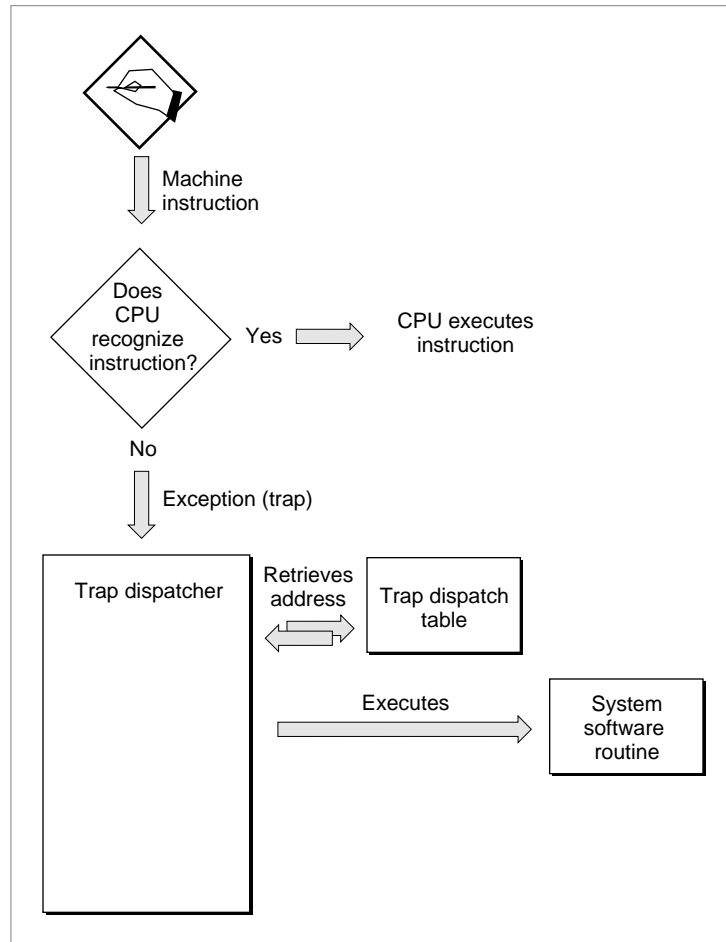 Machine
instruction
Does
CPU
recognize
instruction?
Yes
CPU executes
instruction
No
Exception (trap)
Trap dispatcher
Retrieves
address
Trap dispatch
table
Executes
System
software
routine